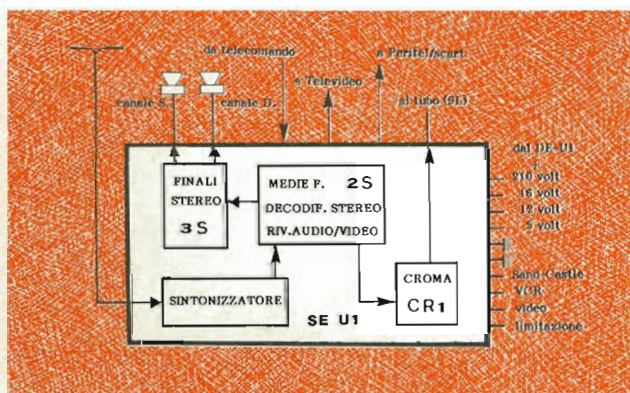 da telecomando
a Peritel/scart
a Televideo
canale S.
canale D.
al tubo (9L)
dal DE-U1
210 volt
16 volt
12 volt
5 volt
Sand-Castle
VCR
video
limitazione
FINALI
STEREO
3S
MEDIE F. 2S
DECODIF. STEREO
RIV. AUDIO/VIDEO
SINTONIZZATORE
CROMA
CR1
SE U1